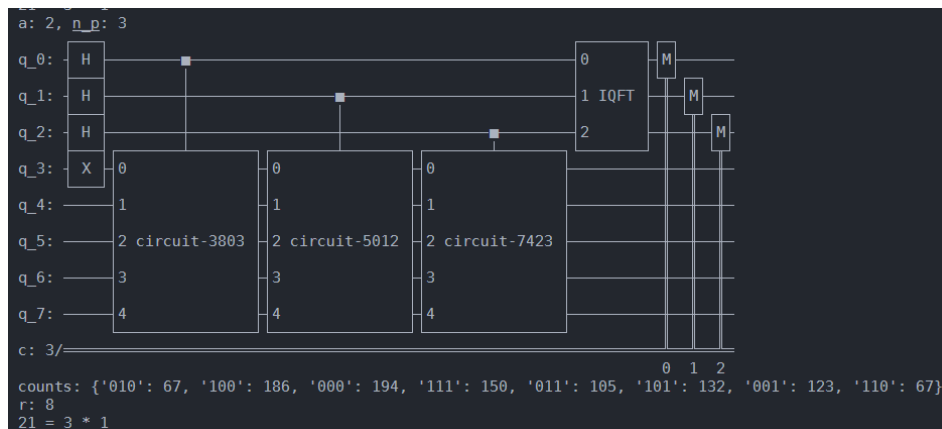 a: 2, n_p: 3
q_0: H 0 M
q_1: H 1 IQFT M
q_2: H 2 M
q_3: X 0 0 0
q_4: 1 1 1
q_5: 2 circuit-3803 2 circuit-5012 2 circuit-7423
q_6: 3 3 3
q_7: 4 4 4
c: 3/
0 1 2
counts: {'010': 67, '100': 186, '000': 194, '111': 150, '011': 105, '101': 132, '001': 123, '110': 67}
r: 8
21 = 3 * 1